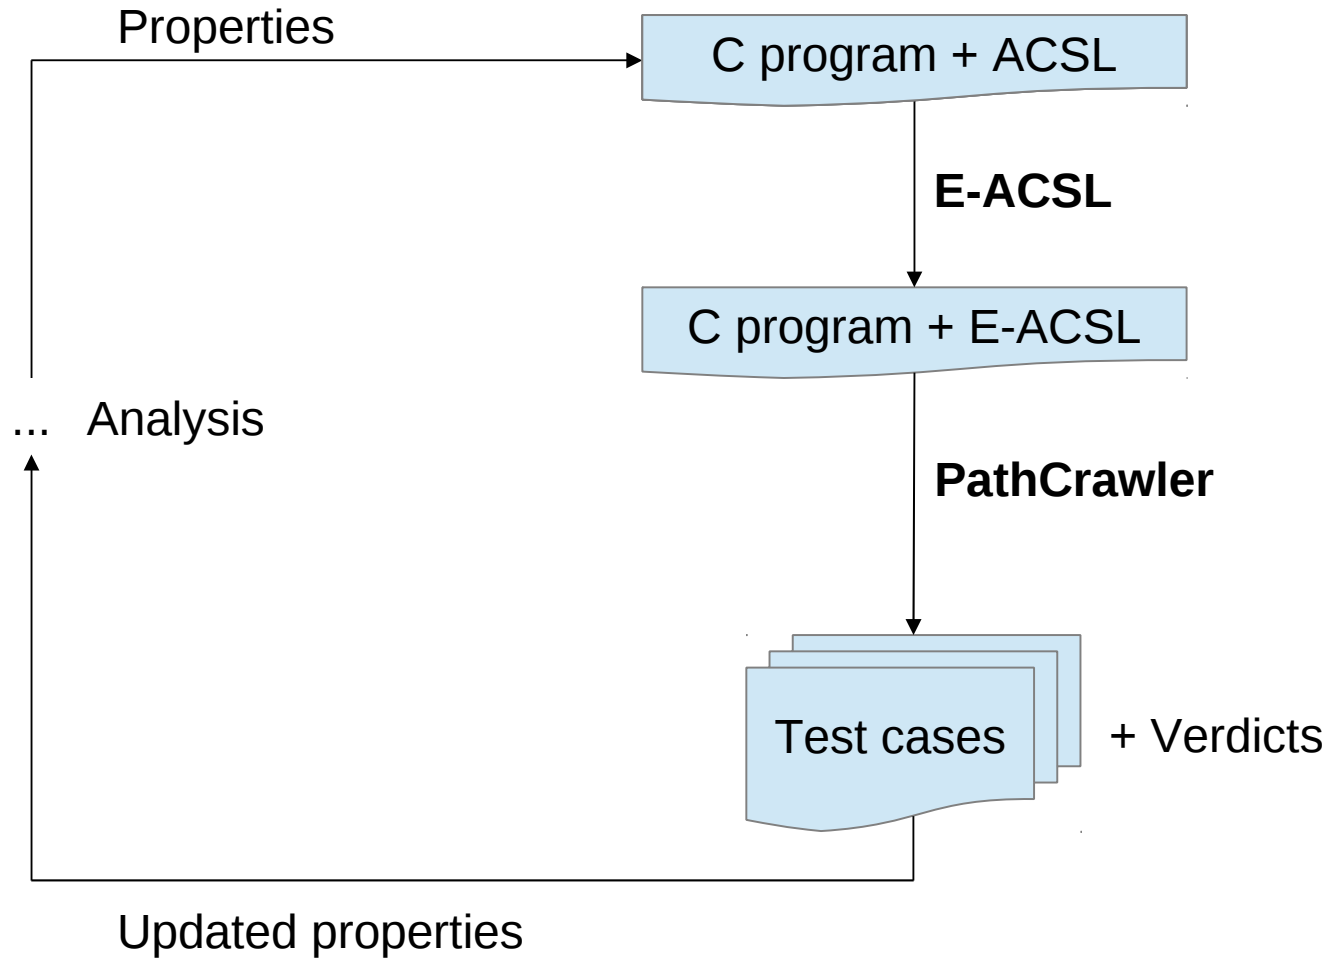 Properties
C program + ACSL
E-ACSL
C program + E-ACSL
... Analysis
PathCrawler
Test cases
+ Verdicts
Updated properties